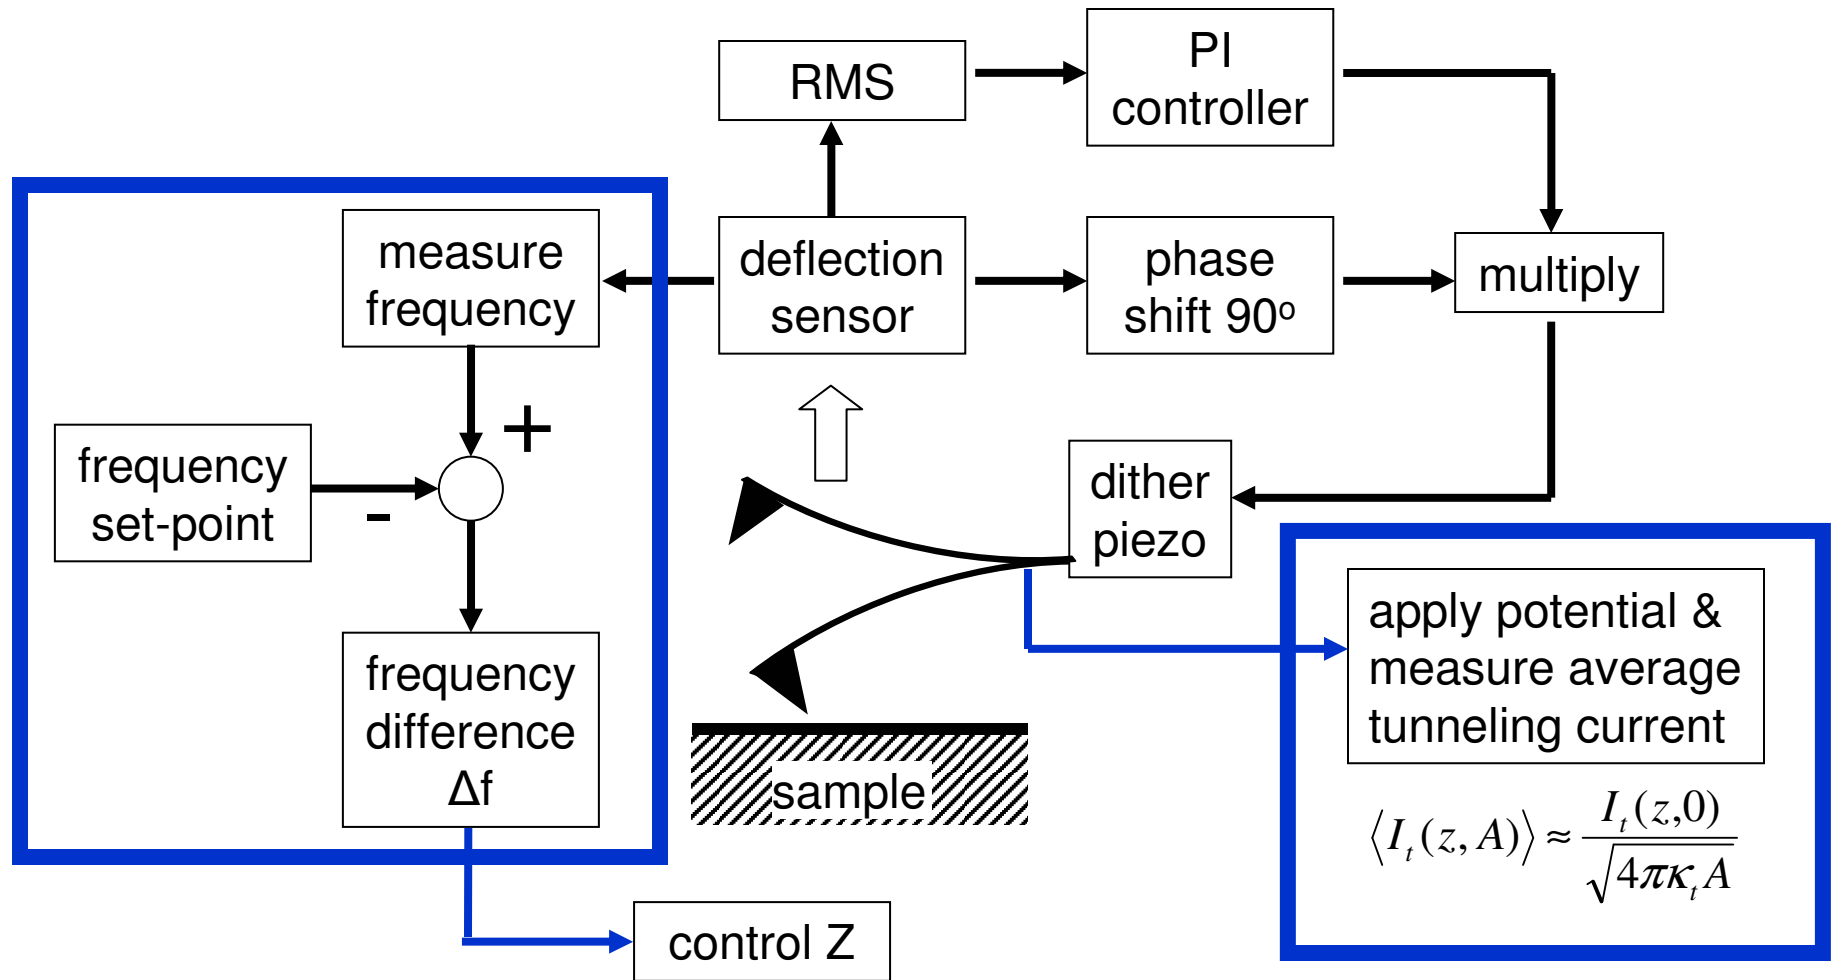 RMS
PI
controller
measure
frequency
deflection
sensor
phase
shift 90º
multiply
+
frequency
set-point
-
dither
piezo
frequency
difference
Δf
apply potential &
measure average
tunneling current
sample
⟨I_t(z, A)⟩ ≈ I_t(z,0) / √(4πκ_t A)
control Z